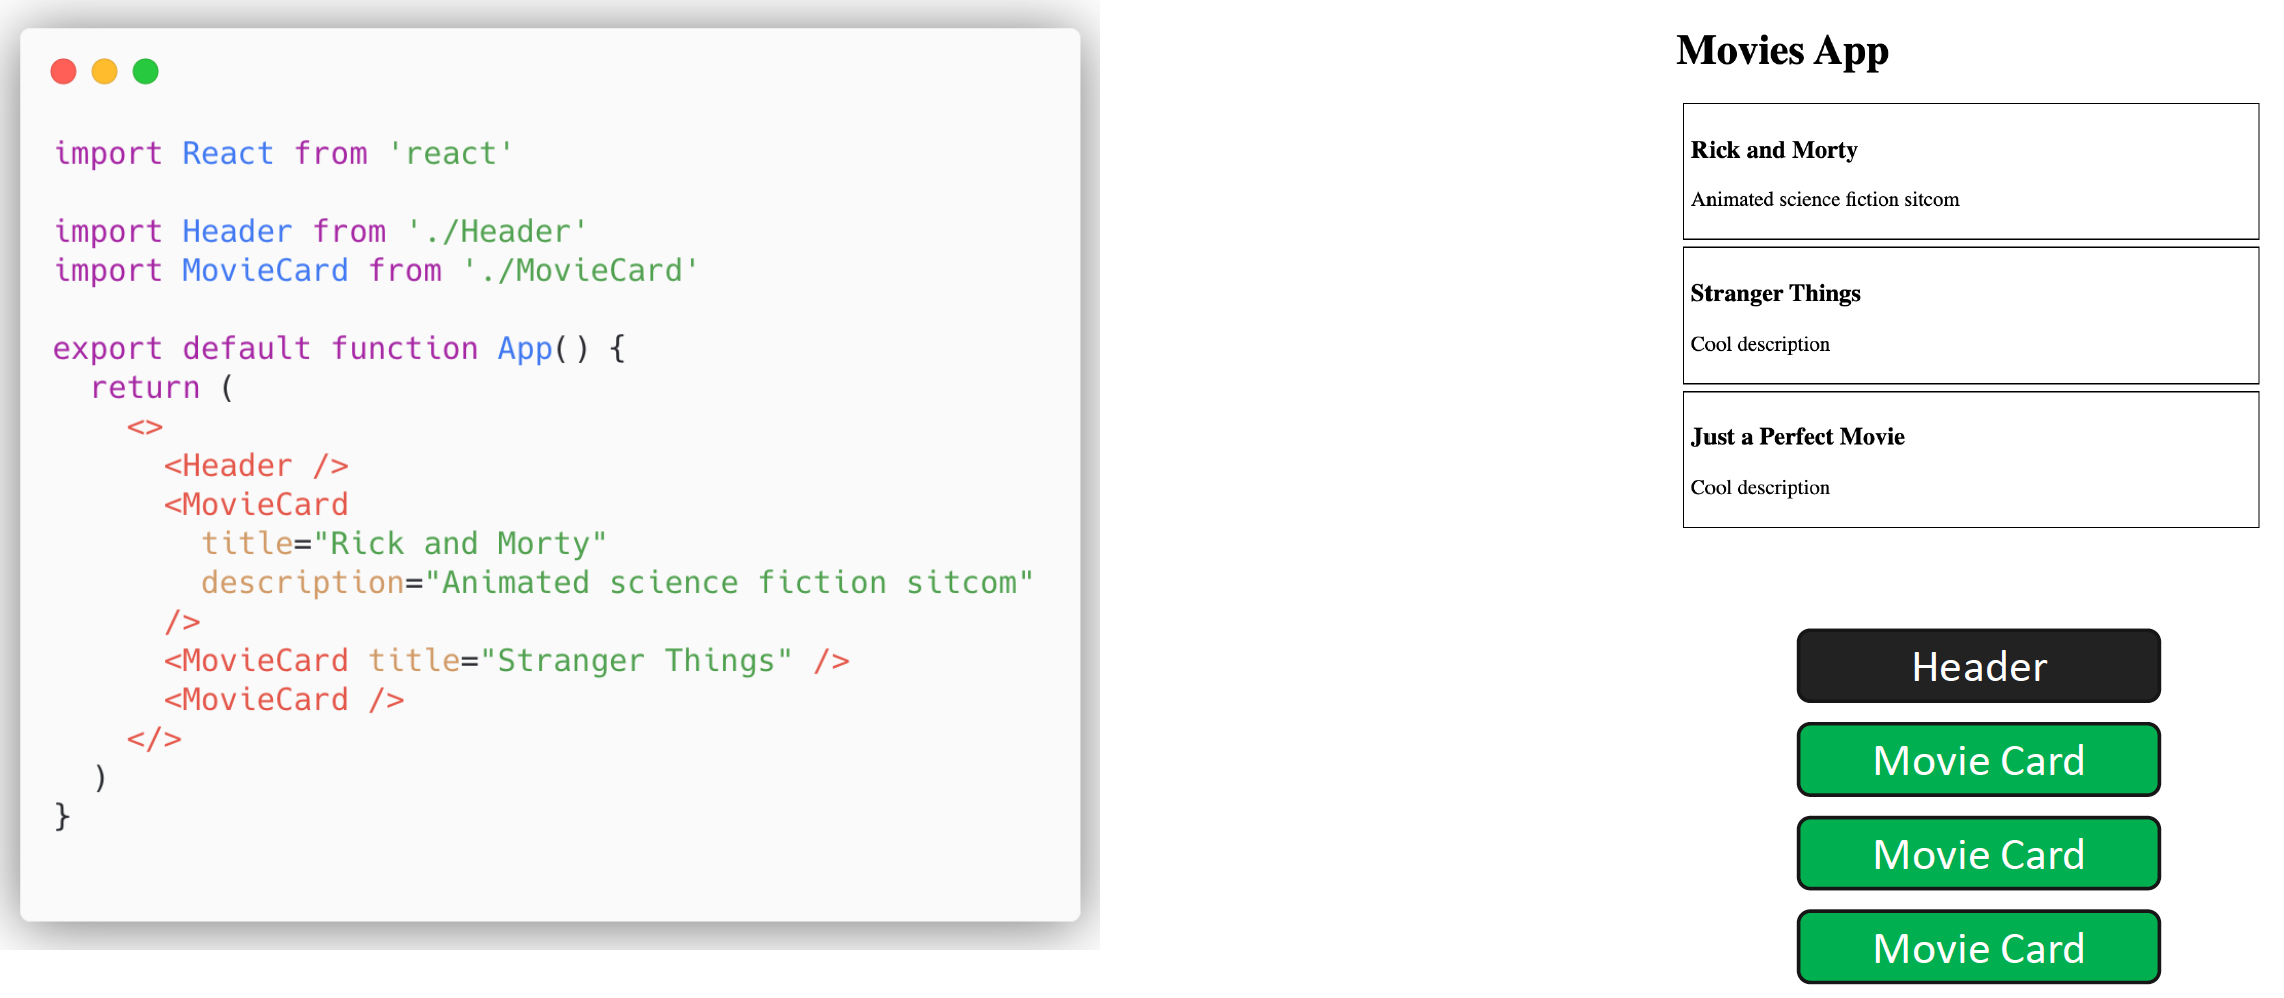 import React from 'react'
import Header from './Header'
import MovieCard from './MovieCard'
export default function App() {
  return (
    <>
      <Header />
      <MovieCard
        title="Rick and Morty"
        description="Animated science fiction sitcom"
      />
      <MovieCard title="Stranger Things" />
      <MovieCard />
    </>
  )
}
Movies App
Rick and Morty
Animated science fiction sitcom
Stranger Things
Cool description
Just a Perfect Movie
Cool description
Header
Movie Card
Movie Card
Movie Card